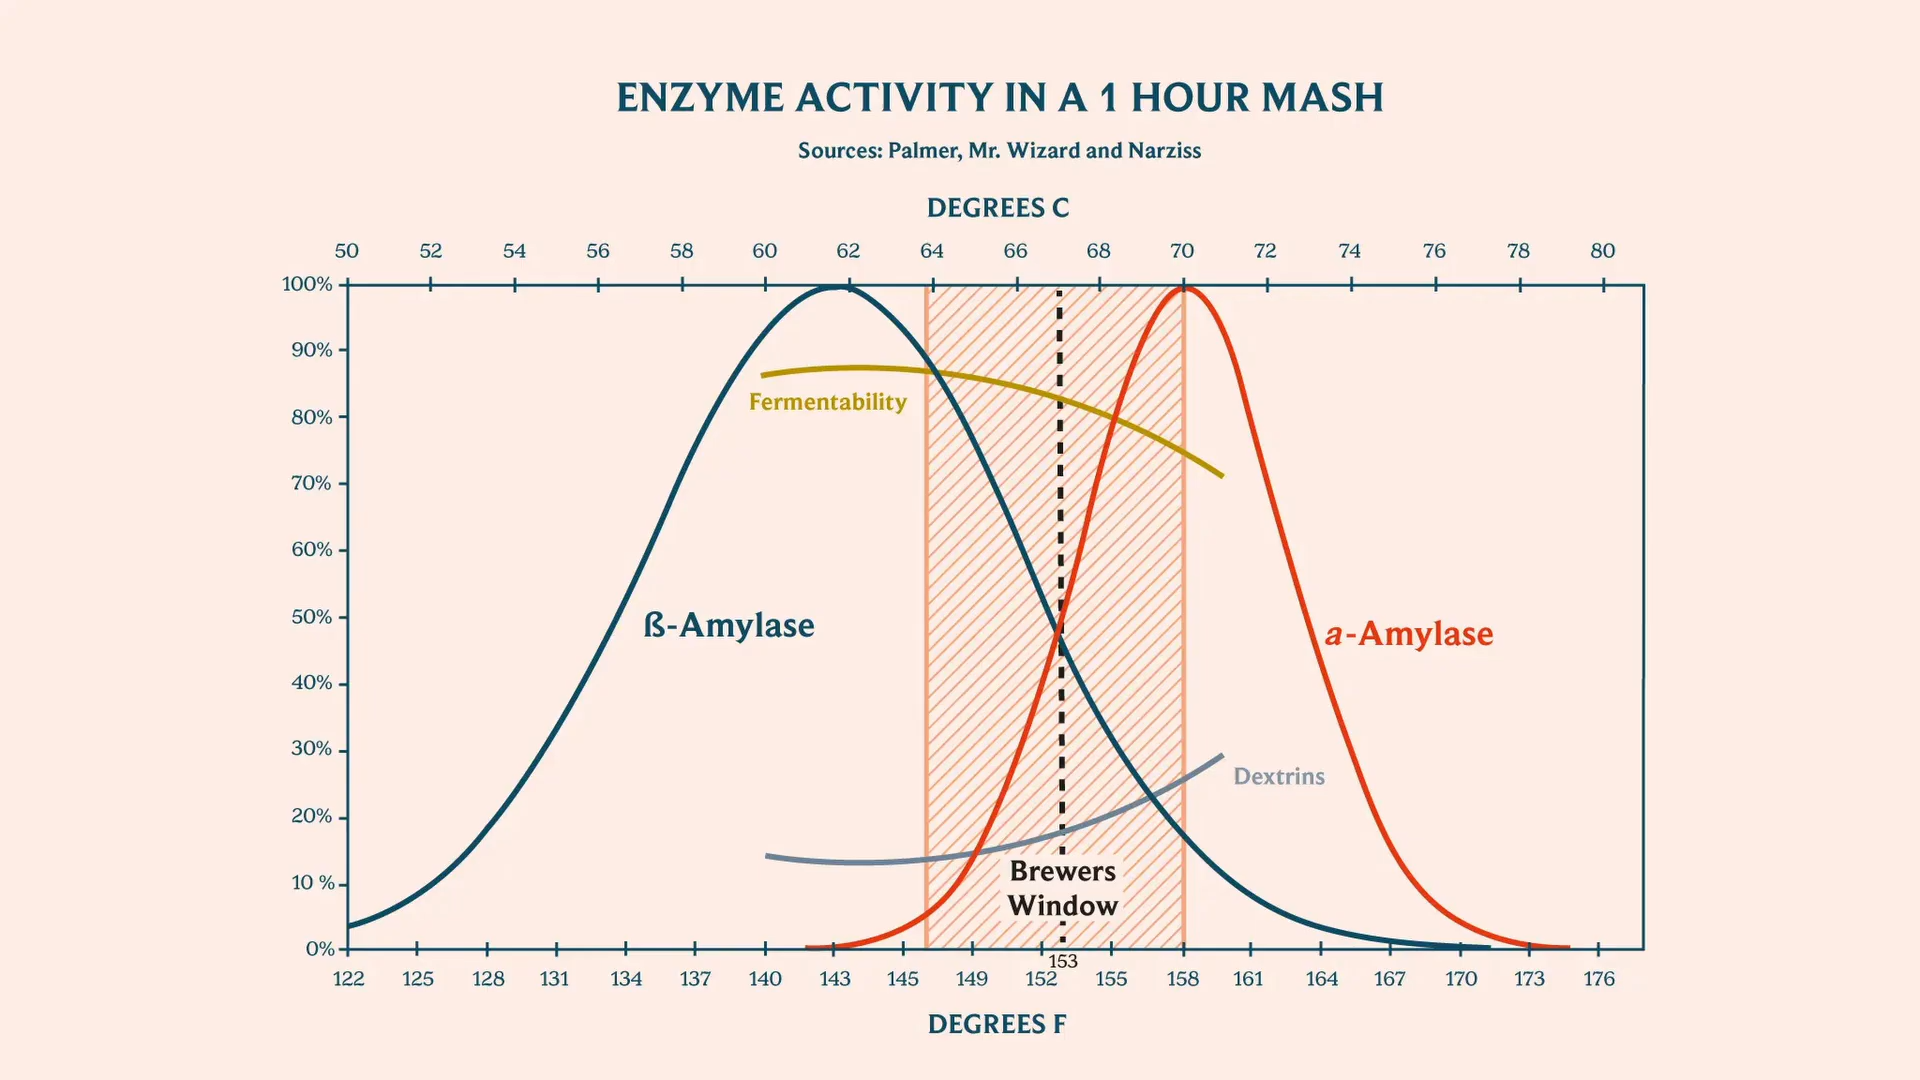 ENZYME ACTIVITY IN A 1 HOUR MASH
Sources: Palmer, Mr. Wizard and Narziss
DEGREES C
50 52 54 56 58 60 62 64 66 68 70 72 74 76 78 80
100%
90%
Fermentability
80%
70%
60%
50%
ß-Amylase
a-Amylase
40%
30%
Dextrins
20%
Brewers
Window
10 %
0%
153
122 125 128 131 134 137 140 143 145 149 152 155 158 161 164 167 170 173 176
DEGREES F